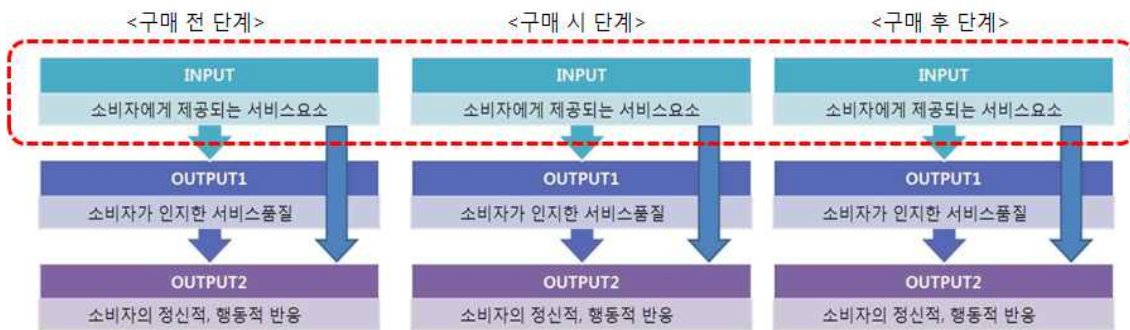 <구매 전 단계> <구매 시 단계> <구매 후 단계>
INPUT INPUT INPUT
소비자에게 제공되는 서비스요소 소비자에게 제공되는 서비스요소 소비자에게 제공되는 서비스요소
OUTPUT1 OUTPUT1 OUTPUT1
소비자가 인지한 서비스품질 소비자가 인지한 서비스품질 소비자가 인지한 서비스품질
OUTPUT2 OUTPUT2 OUTPUT2
소비자의 정신적, 행동적 반응 소비자의 정신적, 행동적 반응 소비자의 정신적, 행동적 반응